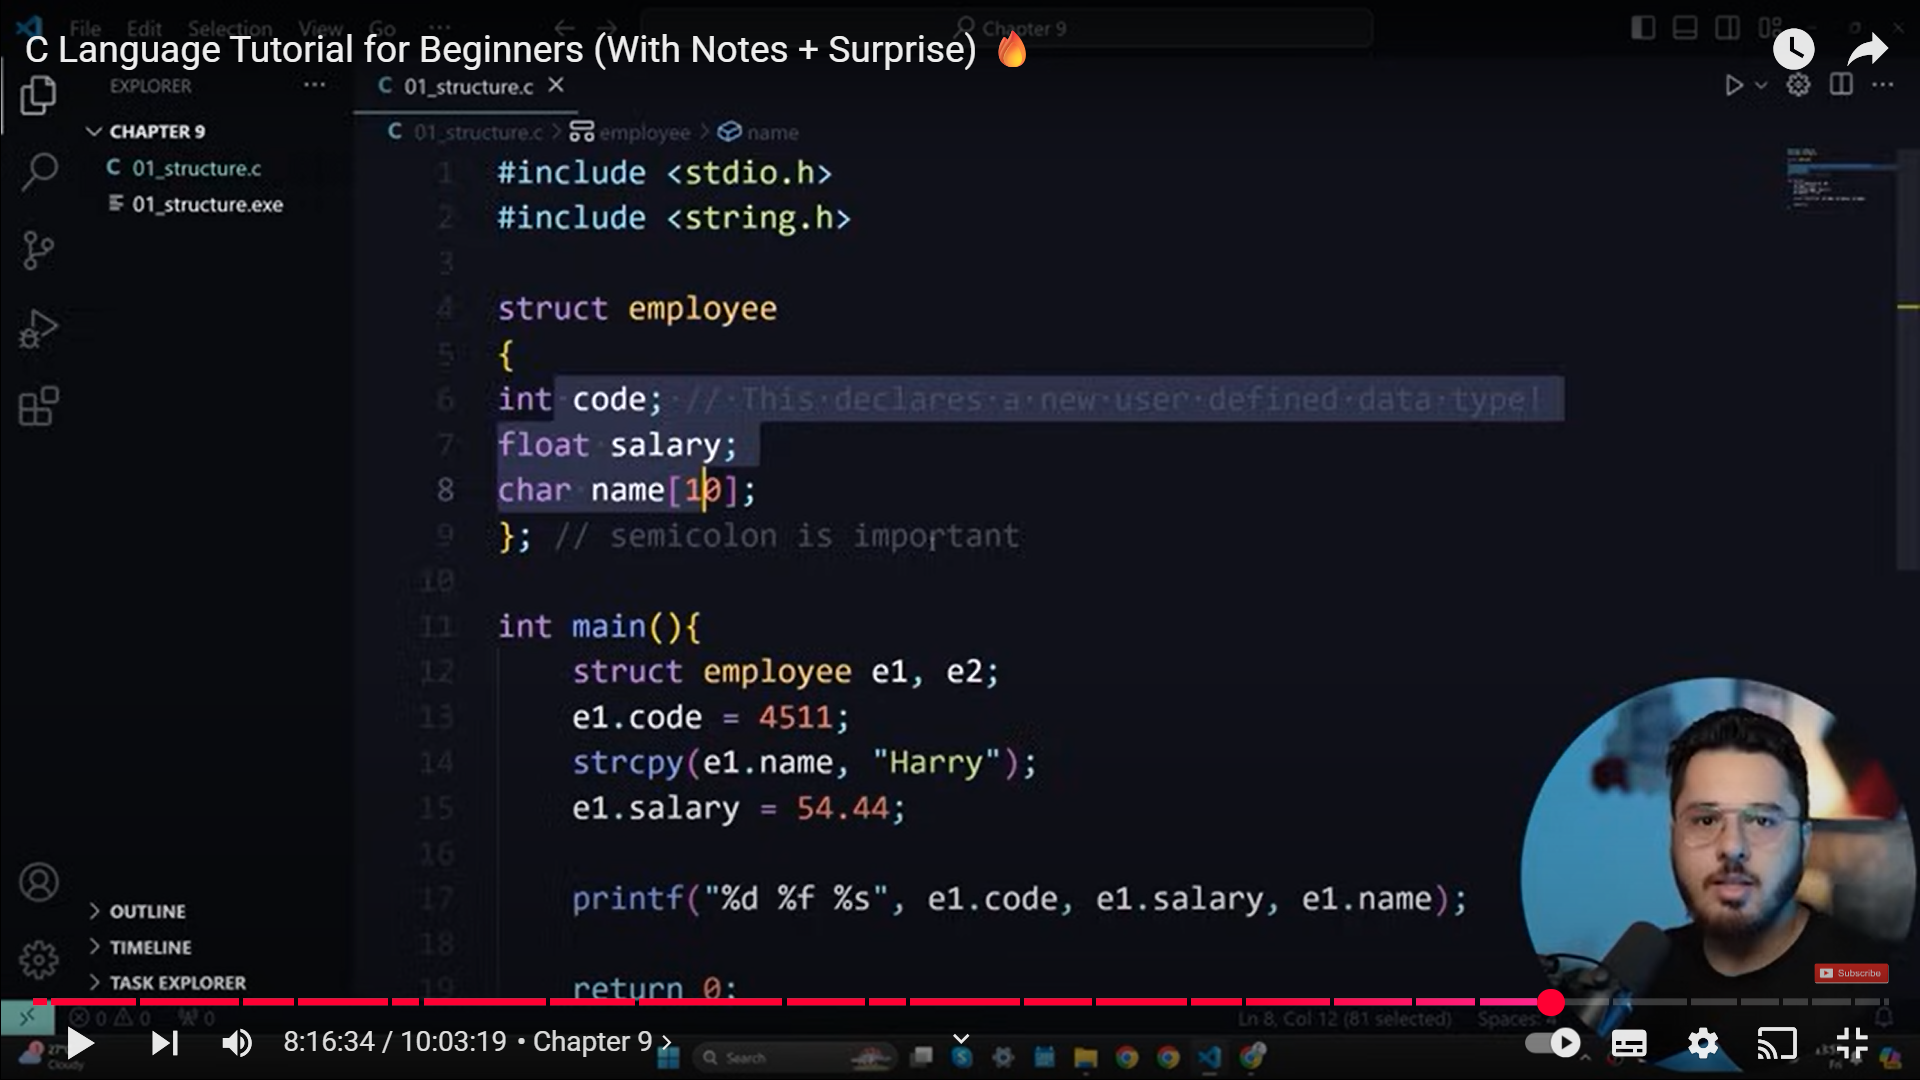 File Edit Selection View Go ...
Chapter 9
C Language Tutorial for Beginners (With Notes + Surprise) 🔥
EXPLORER ...
C 01_structure.c ×
CHAPTER 9
C 01_structure.c
01_structure.exe
C 01_structure.c > employee > name
1 #include <stdio.h>
2 #include <string.h>
3
4 struct employee
5 {
6 int code; // This declares a new user defined data type!
7 float salary;
8 char name[10];
9 }; // semicolon is important
10
11 int main(){
12 struct employee e1, e2;
13 e1.code = 4511;
14 strcpy(e1.name, "Harry");
15 e1.salary = 54.44;
16
17 printf("%d %f %s", e1.code, e1.salary, e1.name);
18
19 return 0;
OUTLINE
TIMELINE
TASK EXPLORER
Subscribe
0 0 0
Ln 8, Col 12 (81 selected) Spaces:
8:16:34 / 10:03:19 • Chapter 9 >
Cloudy
Search